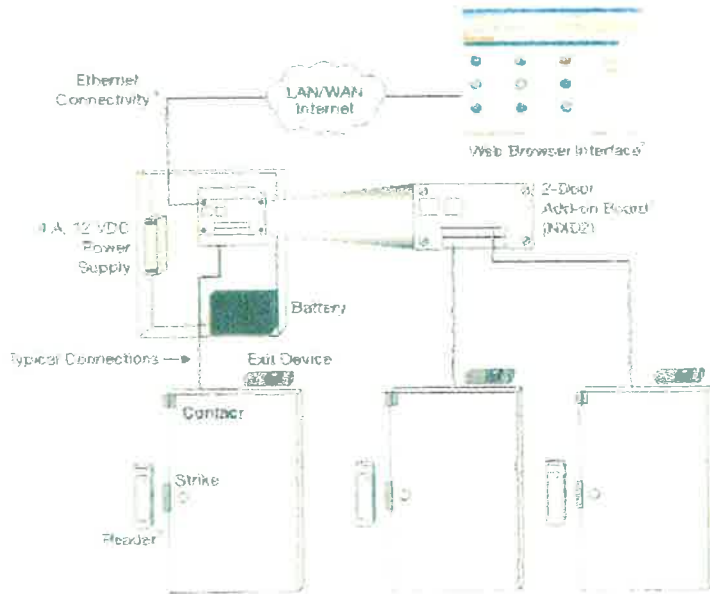 Ethernet
Connectivity
LAN/WAN
Internet
Web Browser Interface
4 A, 12 VDC
Power
Supply
2-Door
Add-on Board
(NXD2)
Battery
Typical Connections
Exit Device
Contact
Strike
Reader